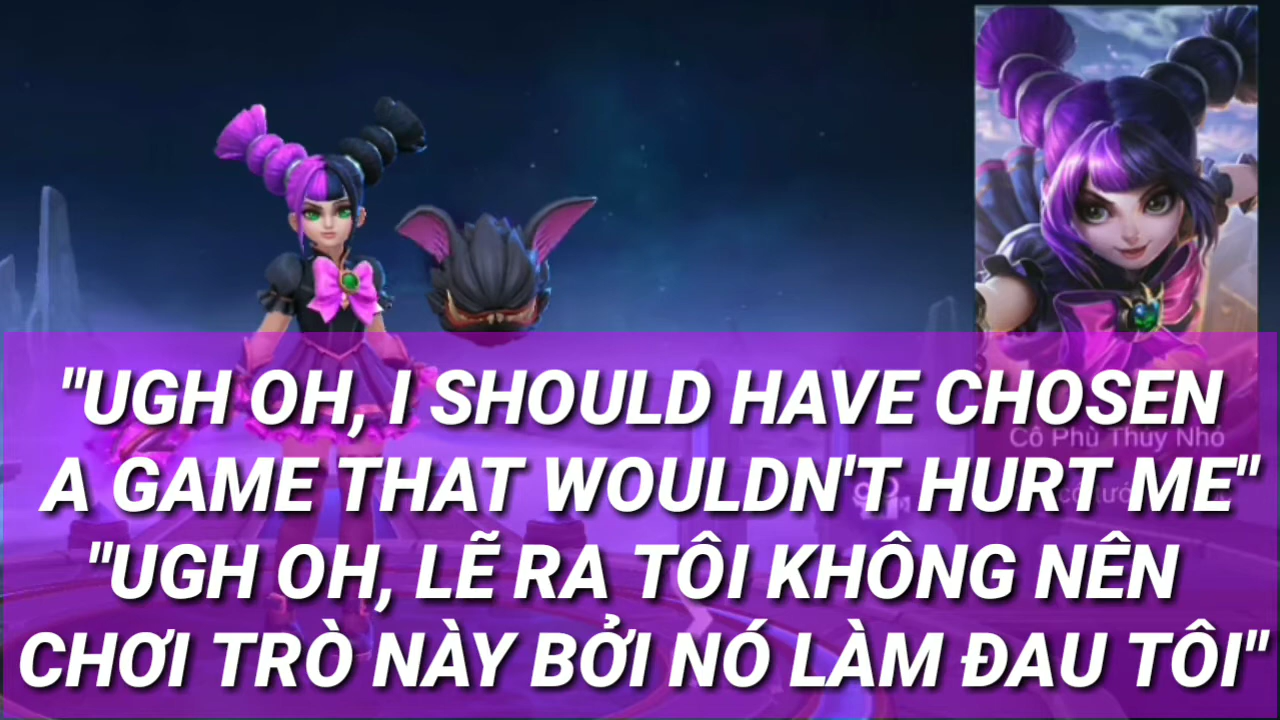 "UGH OH, I SHOULD HAVE CHOSEN
Cô Phù Thủy Nhỏ
A GAME THAT WOULDN'T HURT ME"
"UGH OH, LẼ RA TÔI KHÔNG NÊN
CHƠI TRÒ NÀY BỞI NÓ LÀM ĐAU TÔI"